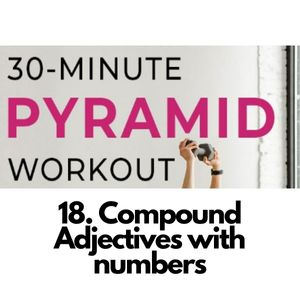 30-MINUTE
PYRAMID
WORKOUT
18. Compound
Adjectives with
numbers